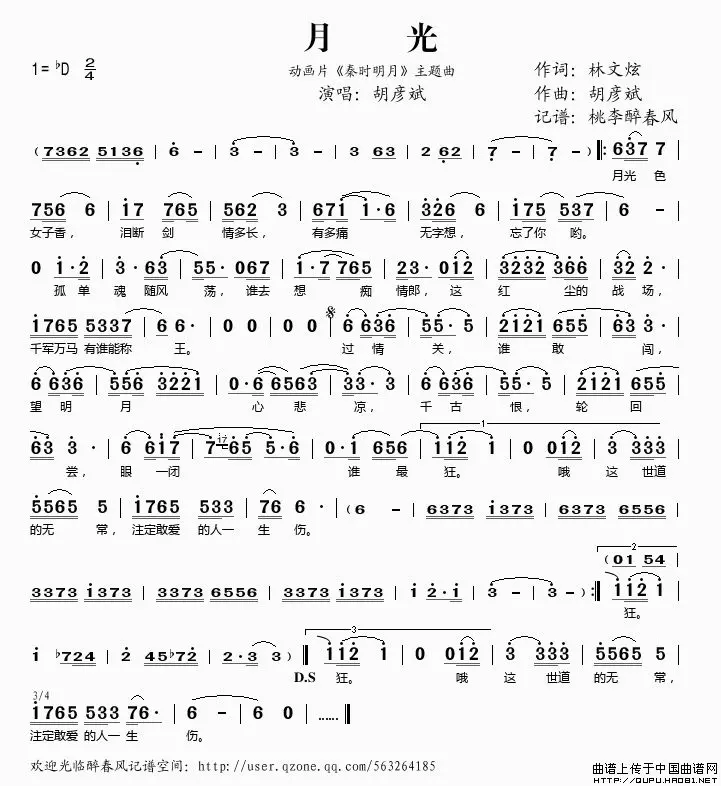 月 光
1=♭D 2/4
动画片《秦时明月》主题曲
演唱：胡彦斌
作词：林文炫
作曲：胡彦斌
记谱：桃李醉春风
(7362 5136 | 6 - | 3 - | 3 - | 3 63 | 2 62 | 7 - | 7 - ) ‖: 637 7 |
月光 色
756 6 | 17 765 | 562 3 | 671 1·6 | 326 6 | 175 537 | 6 - |
女子香， 泪断 剑 情多长， 有多痛 无字想， 忘了你 哟。
0 1·2 | 3·63 | 55·067 | 1·7 765 | 23·012 | 3232 366 | 32 2· |
孤 单 魂 随风 荡， 谁去 想 痴 情郎， 这 红 尘的 战 场，
1765 5337 | 6 6· | 0 0 | 0 0 | 6 636 | 55·5 | 2121 655 | 63 3· |
千军万马 有谁能称 王。 过 情 关， 谁 敢 闯，
6 636 | 556 3221 | 0·6 6563 | 33·3 | 6 636 | 55·5 | 2121 655 |
望 明 月 心 悲 凉， 千 古 恨， 轮 回
63 3· | 6 617 | 7·65 5·6 | 0·1 656 | 112 1 | 0 012 | 3 333 |
尝， 眼 一闭 谁 最 狂。 哦 这 世道
5565 5 | 1765 533 | 76 6· | (6 - | 6373 1373 | 6373 6556 |
的无 常， 注定敢爱 的人一 生 伤。
3373 1373 | 3373 6556 | 3373 1373 | 1 2·1 | 3 - | 3 - ) :‖ 112 1 |
2
(01 54
狂。
1 ♭724 | 2 45♭72 | 2·3 3 ) ‖ 112 1 | 0 012 | 3 333 | 5565 5 |
3
D.S 狂。 哦 这 世道 的无 常，
3/4
1765 533 76· | 6 - | 6 0 | ......‖
注定敢爱 的人一 生 伤。
欢迎光临醉春风记谱空间：http://user.qzone.qq.com/563264185
曲谱上传于中国曲谱网
HTTP://QUPU.HAO81.NET